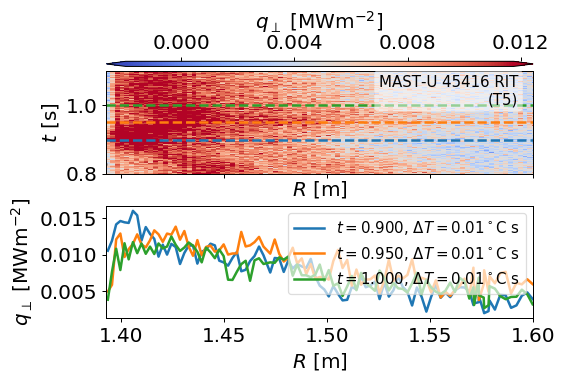 q⊥ [MWm⁻²]
0.000 0.004 0.008 0.012
MAST-U 45416 RIT
(T5)
t [s]
1.0
0.8
R [m]
q⊥ [MWm⁻²]
0.015
0.010
0.005
t = 0.900, ΔT = 0.01°C s
t = 0.950, ΔT = 0.01°C s
t = 1.000, ΔT = 0.01°C s
1.40 1.45 1.50 1.55 1.60
R [m]